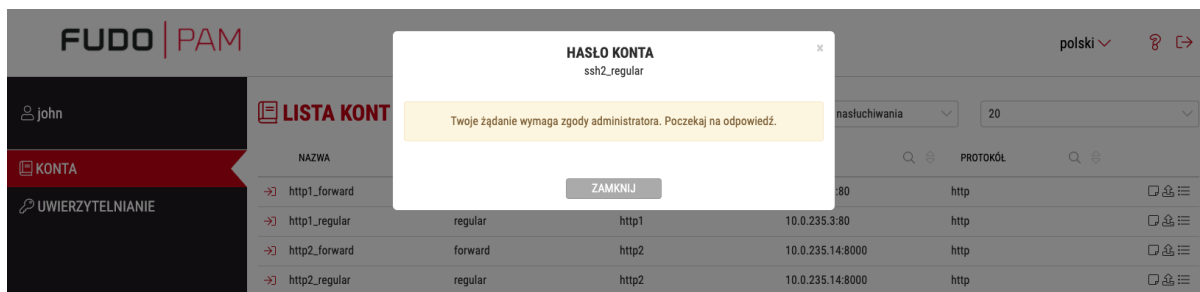 FUDO PAM
polski
john
KONTA
UWIERZYTELNIANIE
LISTA KONT
nasłuchiwania
20
HASŁO KONTA
x
ssh2_regular
Twoje żądanie wymaga zgody administratora. Poczekaj na odpowiedź.
ZAMKNIJ
NAZWA PROTOKÓŁ
http1_forward :80 http
http1_regular regular http1 10.0.235.3:80 http
http2_forward forward http2 10.0.235.14:8000 http
http2_regular regular http2 10.0.235.14:8000 http